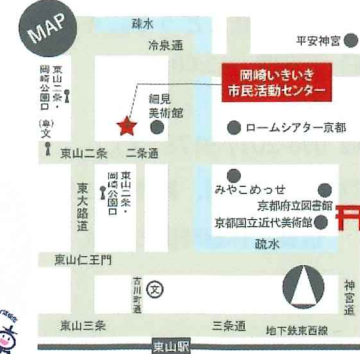 MAP
疏水
冷泉通
平安神宮
岡崎いきいき
市民活動センター
東山二条・
岡崎公園口
細見
美術館
ロームシアター京都
文
東山二条
二条通
東山二条・
岡崎公園口
みやこめっせ
京都府立図書館
京都国立近代美術館
東大路道
疏水
東山仁王門
古川町通
文
神宮道
東山三条
三条通
地下鉄東西線
東山駅